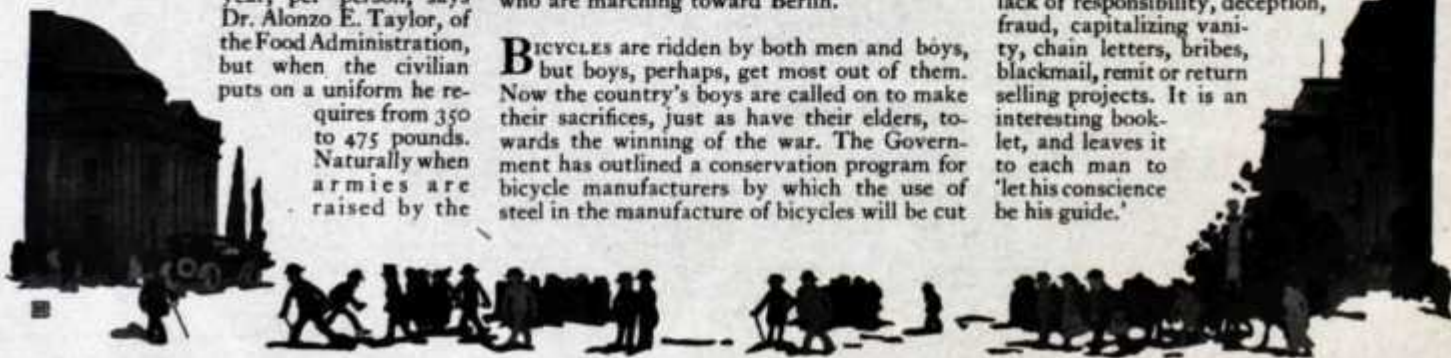 Dr. Alonzo E. Taylor, of
the Food Administration,
but when the civilian
puts on a uniform he re-
quires from 350
to 475 pounds.
Naturally when
armies are
raised by the
who are marching toward Berlin.
BICYCLES are ridden by both men and boys,
but boys, perhaps, get most out of them.
Now the country's boys are called on to make
their sacrifices, just as have their elders, to-
wards the winning of the war. The Govern-
ment has outlined a conservation program for
bicycle manufacturers by which the use of
steel in the manufacture of bicycles will be cut
lack of responsibility, deception,
fraud, capitalizing vani-
ty, chain letters, bribes,
blackmail, remit or return
selling projects. It is an
interesting book-
let, and leaves it
to each man to
'let his conscience
be his guide.'